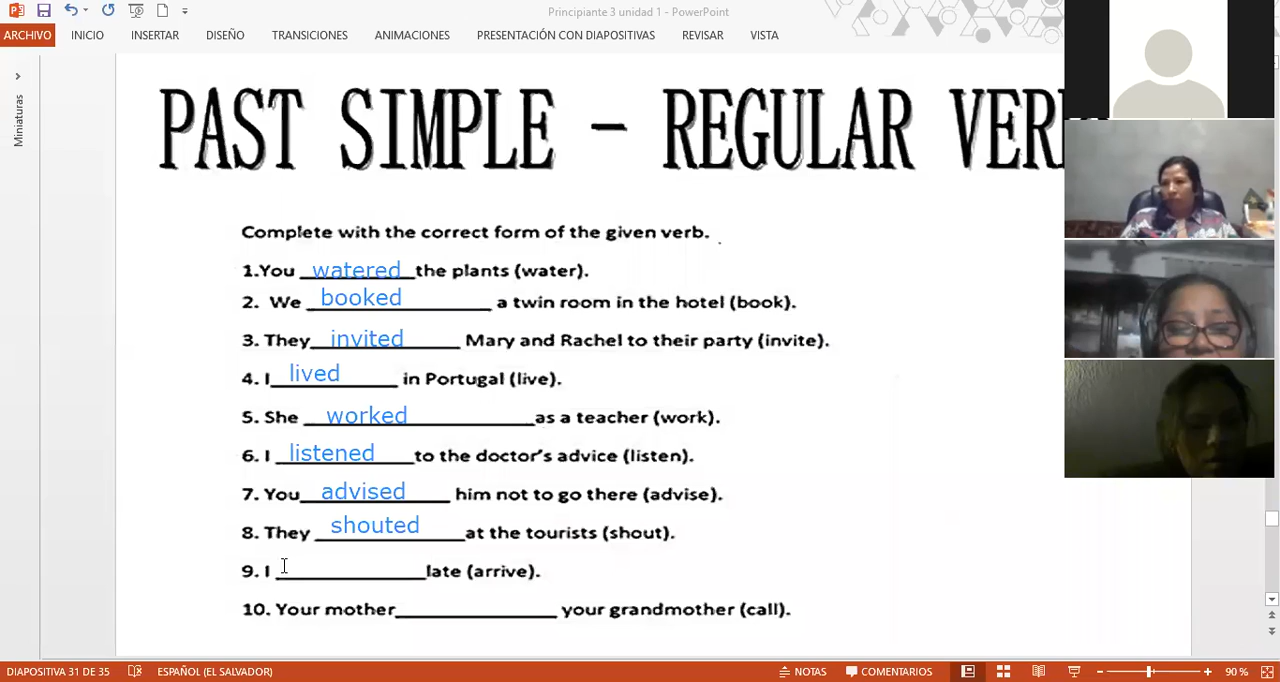 Principiante 3 unidad 1 - PowerPoint
ARCHIVO INICIO INSERTAR DISEÑO TRANSICIONES ANIMACIONES PRESENTACIÓN CON DIAPOSITIVAS REVISAR VISTA
Miniaturas
PAST SIMPLE - REGULAR VER
Complete with the correct form of the given verb.
1.You watered the plants (water).
2. We booked a twin room in the hotel (book).
3. They invited Mary and Rachel to their party (invite).
4. I lived in Portugal (live).
5. She worked as a teacher (work).
6. I listened to the doctor's advice (listen).
7. You advised him not to go there (advise).
8. They shouted at the tourists (shout).
9. I ______________ late (arrive).
10. Your mother______________ your grandmother (call).
DIAPOSITIVA 31 DE 35 ESPAÑOL (EL SALVADOR) NOTAS COMENTARIOS 90 %